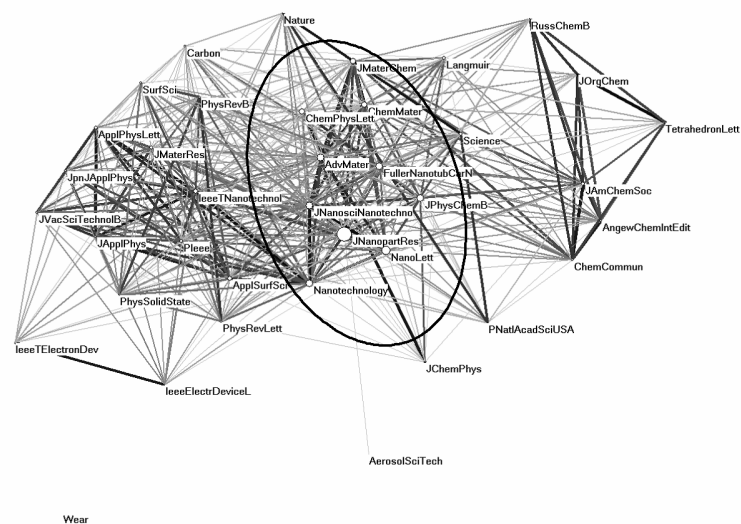 Nature
RussChemB
Carbon
JMaterChem
Langmuir
JOrgChem
SurfSci
PhysRevB
ChemPhysLett
ChemMater
TetrahedronLett
ApplPhysLett
Science
JMaterRes
AdvMater
FullerNanotubCarN
JpnJApplPhys
IeeeTNanotechnol
JAmChemSoc
JPhysChemB
JVacSciTechnolB
JNanosciNanotechno
AngewChemIntEdit
JApplPhys
PIeee
JNanopartRes
NanoLett
ChemCommun
ApplSurfSci
Nanotechnology
PhysSolidState
PhysRevLett
PNatlAcadSciUSA
IeeeTElectronDev
JChemPhys
IeeeElectrDeviceL
AerosolSciTech
Wear